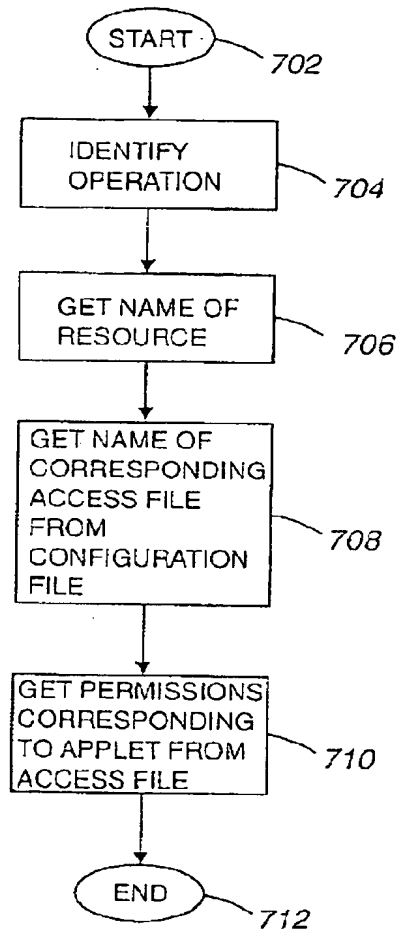 START
702
IDENTIFY
OPERATION
704
GET NAME OF
RESOURCE
706
GET NAME OF
CORRESPONDING
ACCESS FILE
FROM
CONFIGURATION
FILE
708
GET PERMISSIONS
CORRESPONDING
TO APPLET FROM
ACCESS FILE
710
END
712